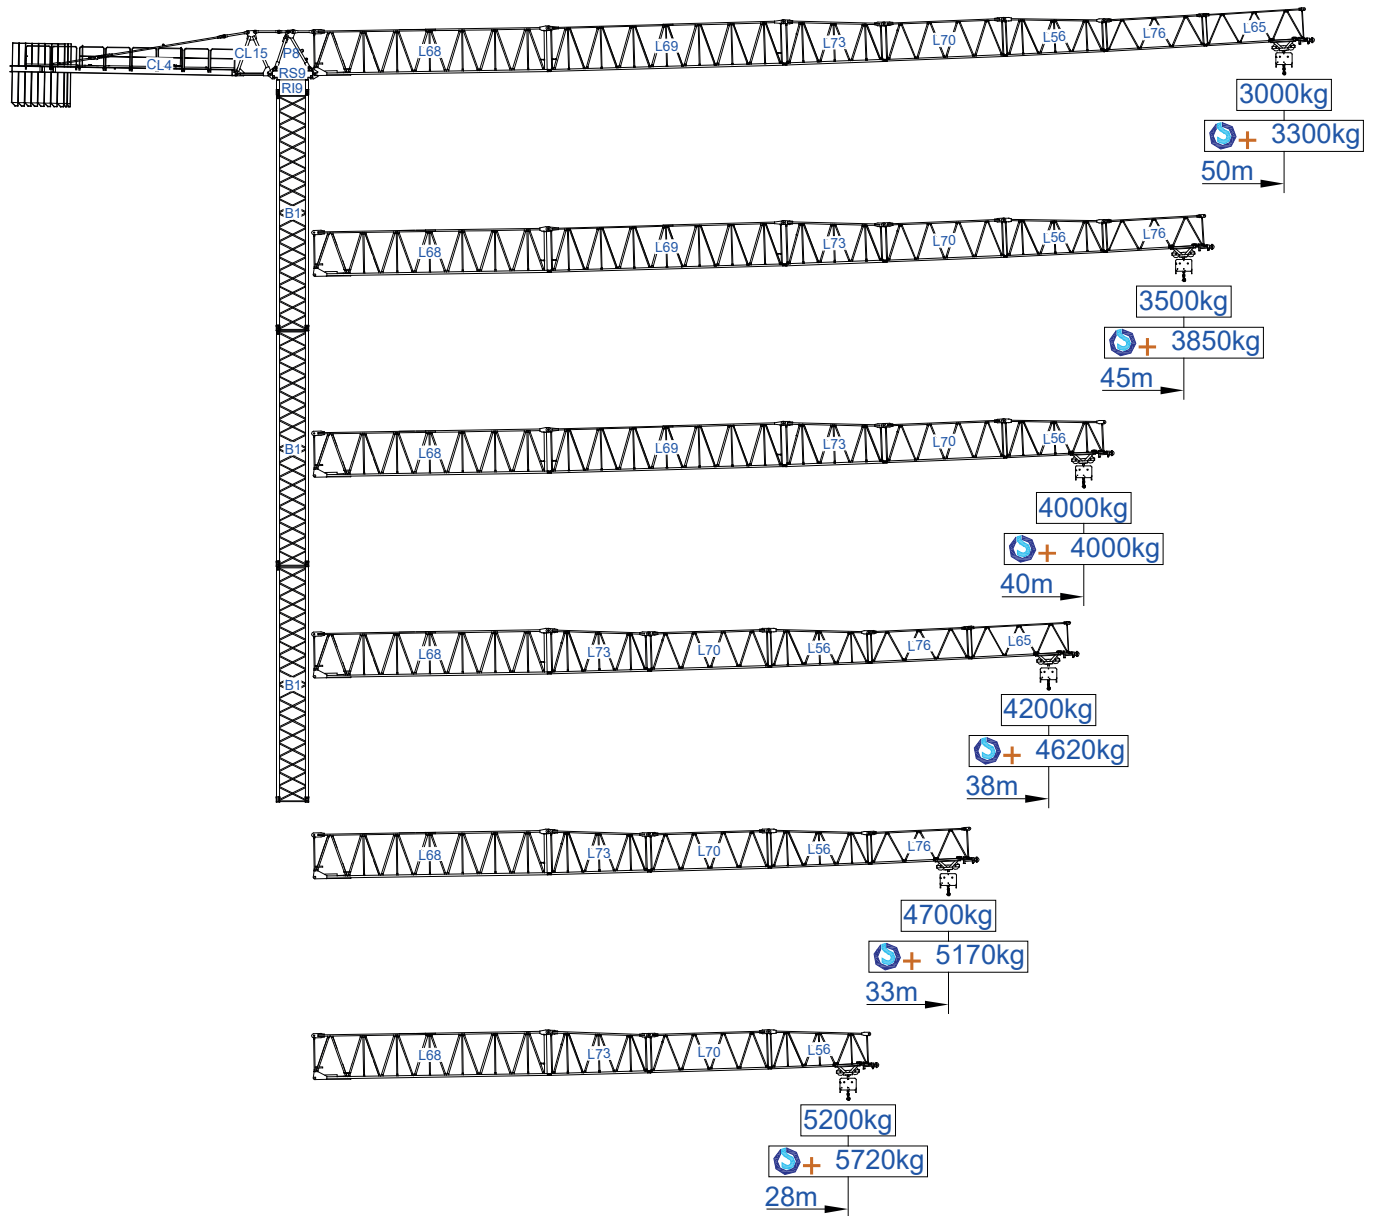 CL4 CL15 P8 L68 L69 L73 L70 L56 L76 L65
RS9
RI9
3000kg
+ 3300kg
50m
B1
L68 L69 L73 L70 L56 L76
3500kg
+ 3850kg
45m
B1
L68 L69 L73 L70 L56
4000kg
+ 4000kg
40m
B1
L68 L73 L70 L56 L76 L65
4200kg
+ 4620kg
38m
L68 L73 L70 L56 L76
4700kg
+ 5170kg
33m
L68 L73 L70 L56
5200kg
+ 5720kg
28m